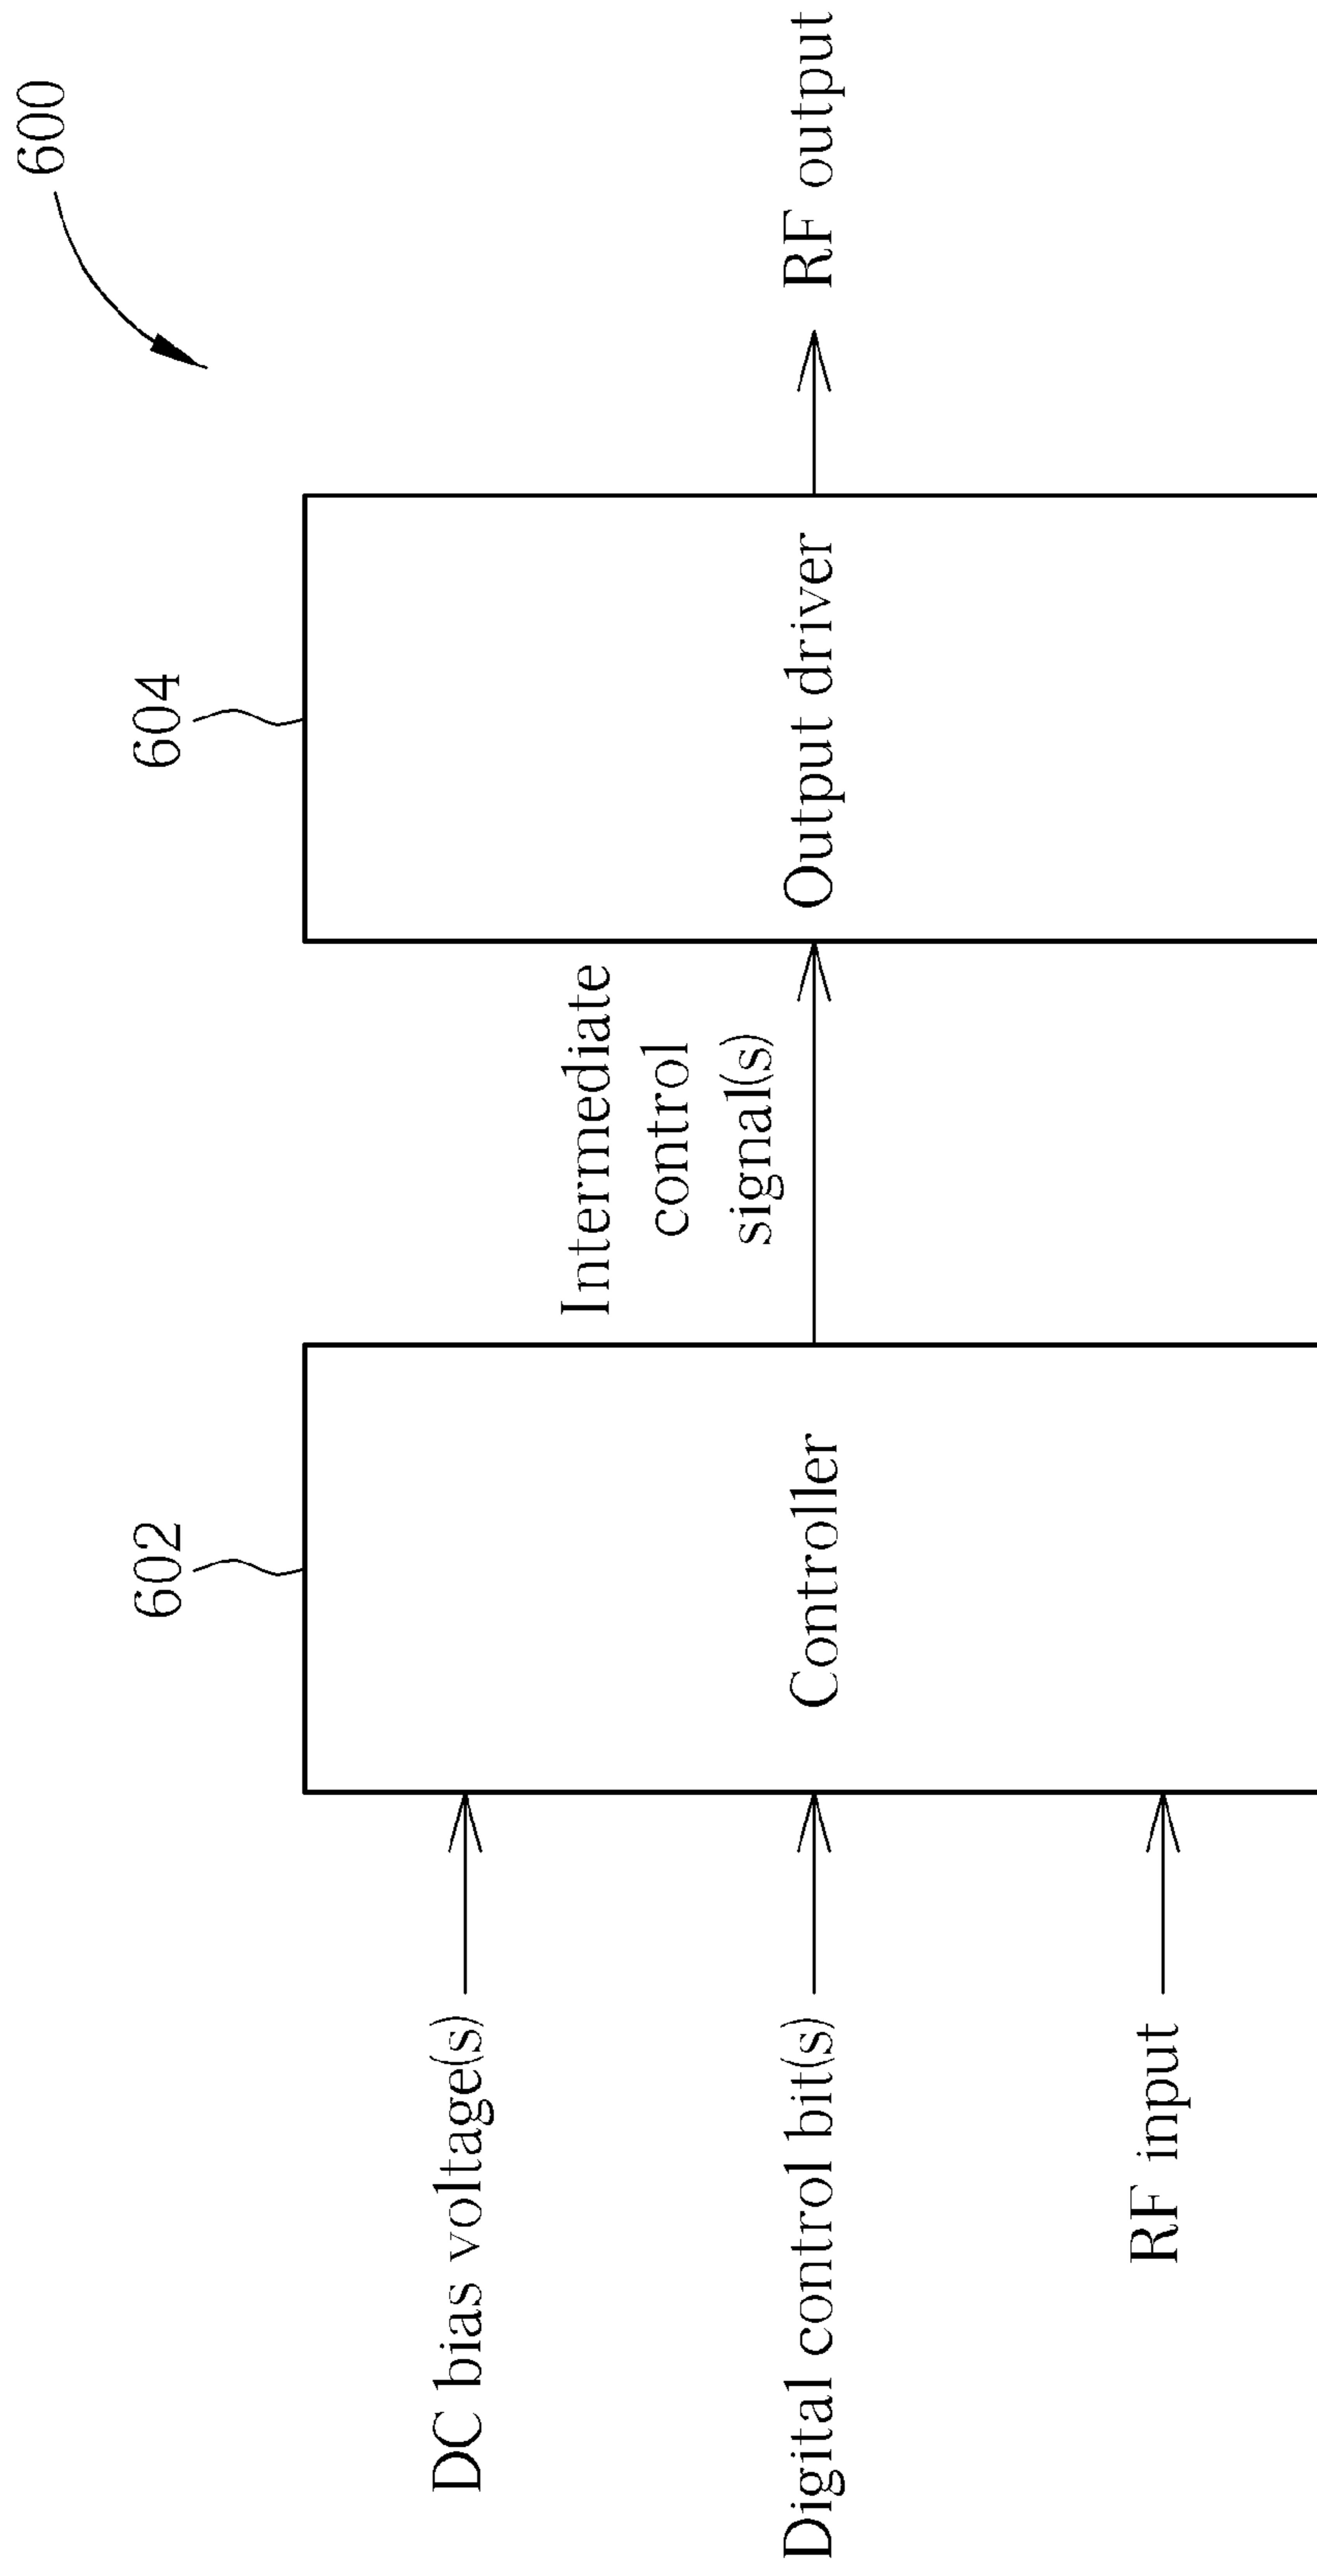 600
602
604
DC bias voltage(s)
Digital control bit(s)
RF input
Controller
Intermediate
control
signal(s)
Output driver
RF output